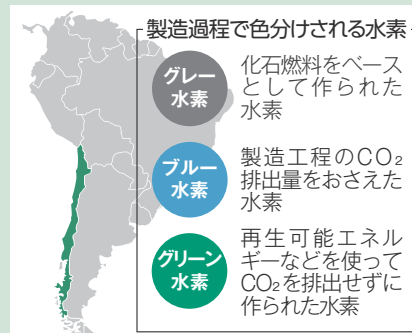 製造過程で色分けされる水素
グレー
水素
化石燃料をベース
として作られた
水素
ブルー
水素
製造工程のCO₂
排出量をおさえた
水素
グリーン
水素
再生可能エネル
ギーなどを使って
CO₂を排出せずに
作られた水素